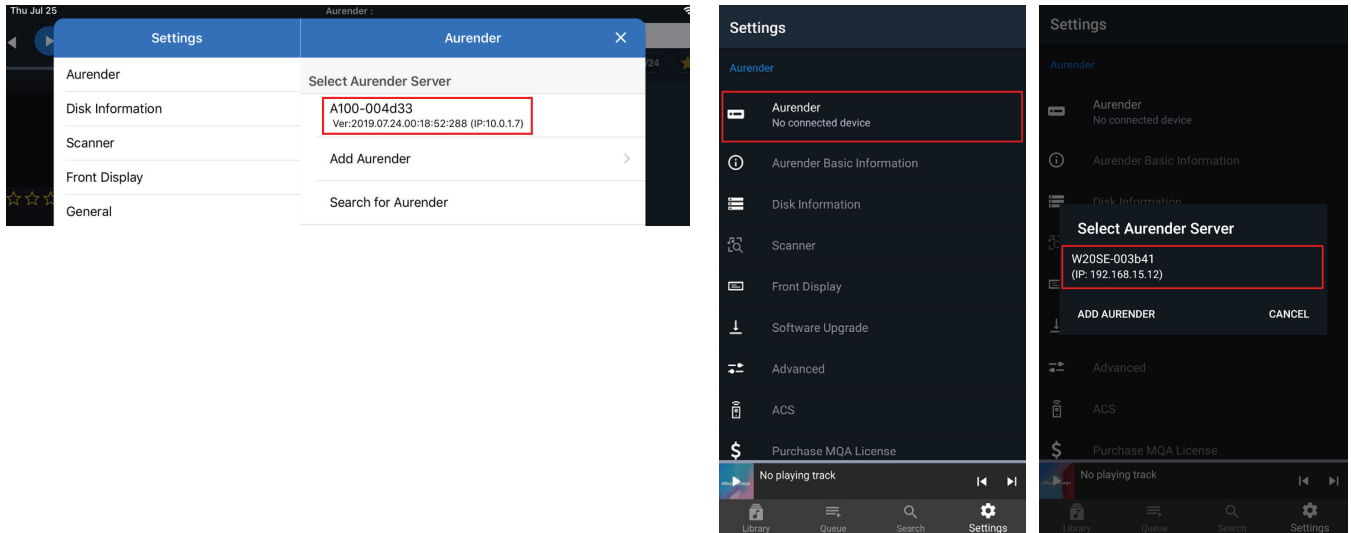 Thu Jul 25
Aurender :
Settings
Aurender
Aurender
Disk Information
Scanner
Front Display
General
Select Aurender Server
A100-004d33
Ver:2019.07.24.00:18:52:288 (IP:10.0.1.7)
Add Aurender
Search for Aurender
/24
Settings
Aurender
Aurender
No connected device
Aurender Basic Information
Disk Information
Scanner
Front Display
Software Upgrade
Advanced
ACS
Purchase MQA License
No playing track
Library
Queue
Search
Settings
Settings
Aurender
Aurender
No connected device
Aurender Basic Information
Disk Information
Select Aurender Server
W20SE-003b41
(IP: 192.168.15.12)
ADD AURENDER
CANCEL
Advanced
ACS
Purchase MQA License
No playing track
Library
Queue
Search
Settings